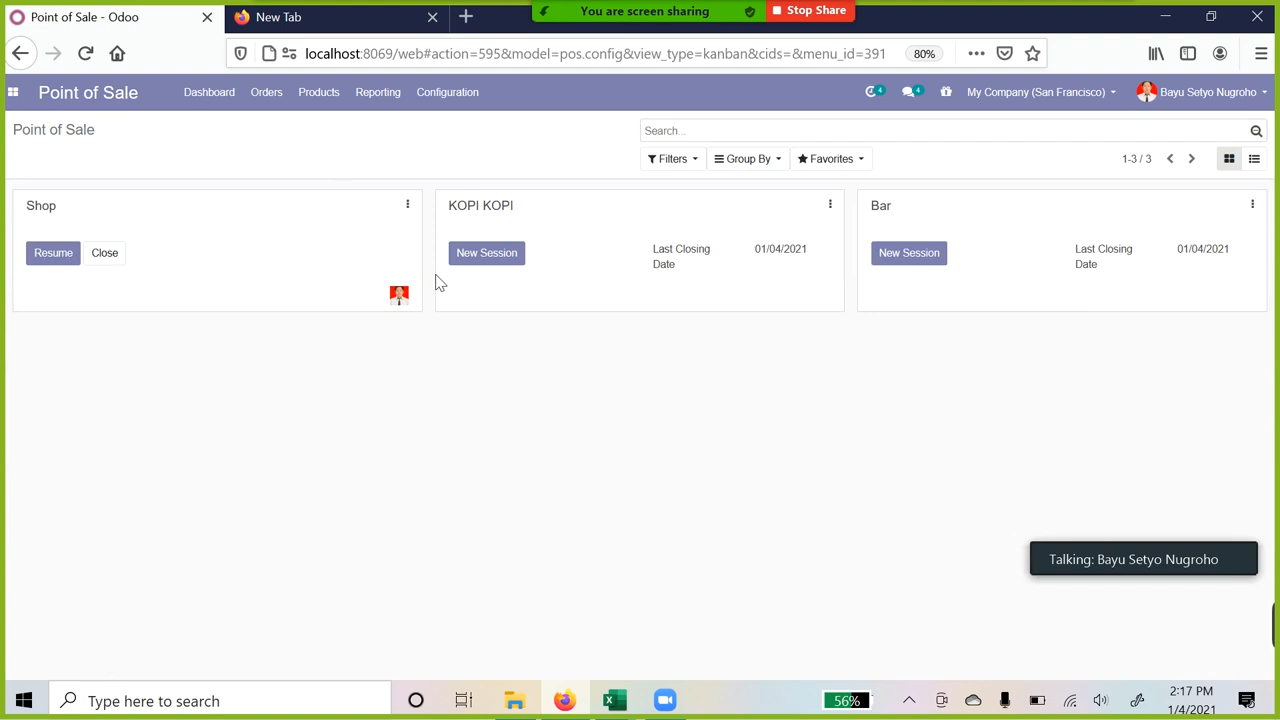 You are screen sharing
Stop Share
Point of Sale - Odoo
New Tab
localhost:8069/web#action=595&model=pos.config&view_type=kanban&cids=&menu_id=391
80%
Point of Sale
Dashboard
Orders
Products
Reporting
Configuration
4
4
My Company (San Francisco)
Bayu Setyo Nugroho
Point of Sale
Search...
Filters
Group By
Favorites
1-3 / 3
Shop
Resume
Close
KOPI KOPI
New Session
Last Closing
Date
01/04/2021
Bar
New Session
Last Closing
Date
01/04/2021
Talking: Bayu Setyo Nugroho
Type here to search
56%
2:17 PM
1/4/2021